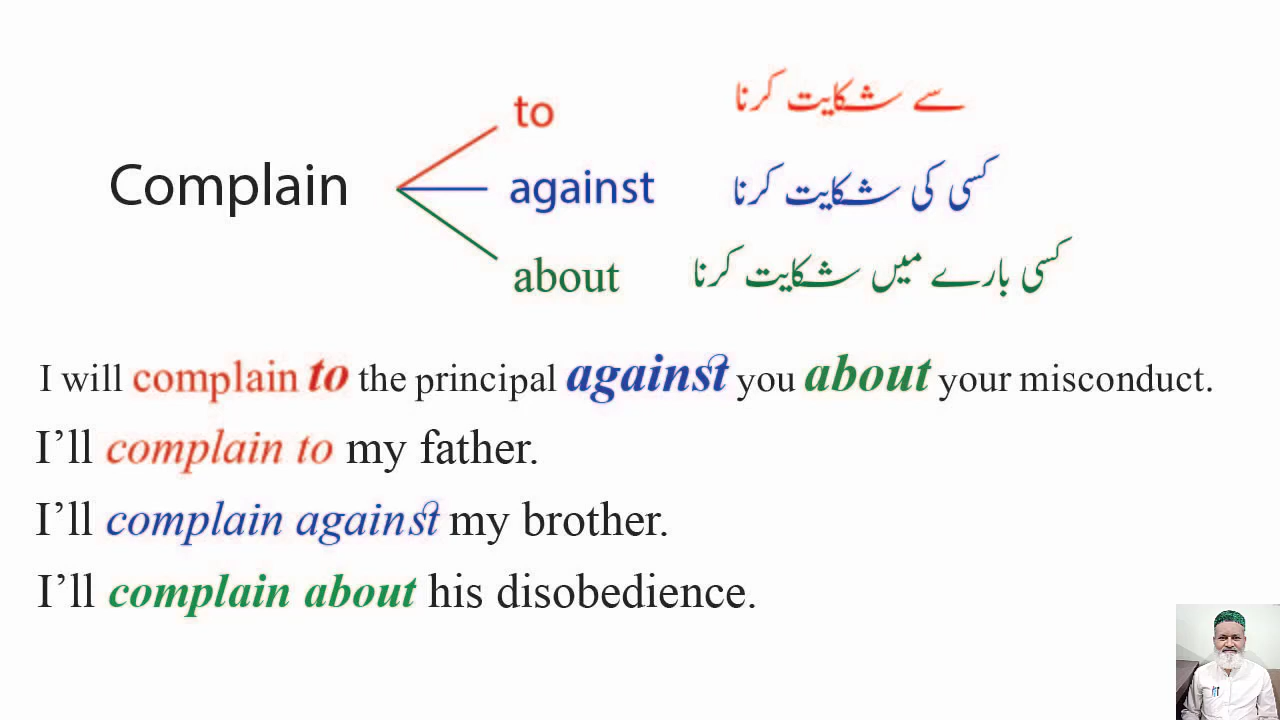 to سے شکایت کرنا
Complain against کسی کی شکایت کرنا
about کسی بارے میں شکایت کرنا
I will complain to the principal against you about your misconduct.
I’ll complain to my father.
I’ll complain against my brother.
I’ll complain about his disobedience.